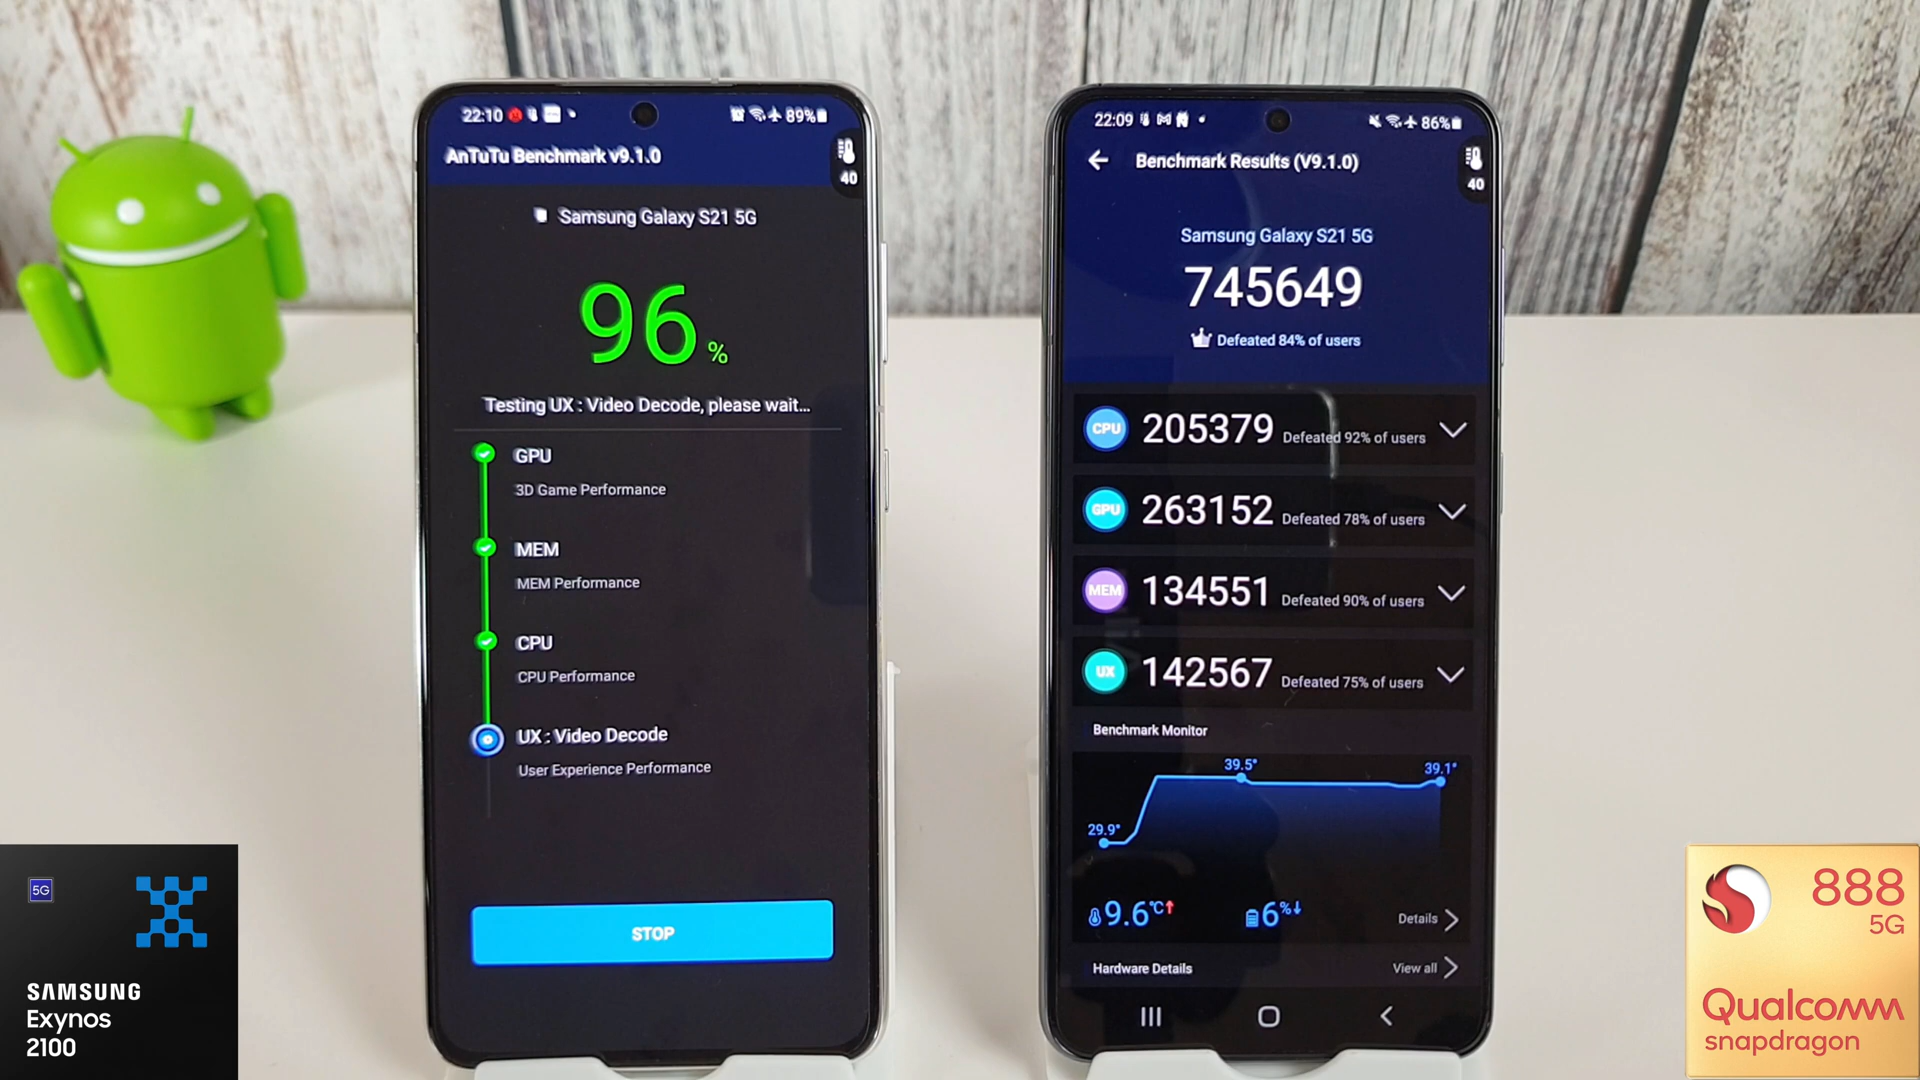 22:10
89%
AnTuTu Benchmark v9.1.0
40
Samsung Galaxy S21 5G
96%
Testing UX : Video Decode, please wait...
GPU
3D Game Performance
MEM
MEM Performance
CPU
CPU Performance
UX : Video Decode
User Experience Performance
STOP
22:09
86%
Benchmark Results (V9.1.0)
40
Samsung Galaxy S21 5G
745649
Defeated 84% of users
CPU 205379 Defeated 92% of users
GPU 263152 Defeated 78% of users
MEM 134551 Defeated 90% of users
UX 142567 Defeated 75% of users
Benchmark Monitor
39.5°
39.1°
29.9°
9.6°C
6%
Details
Hardware Details
View all
5G
SAMSUNG
Exynos
2100
888
5G
Qualcomm
snapdragon